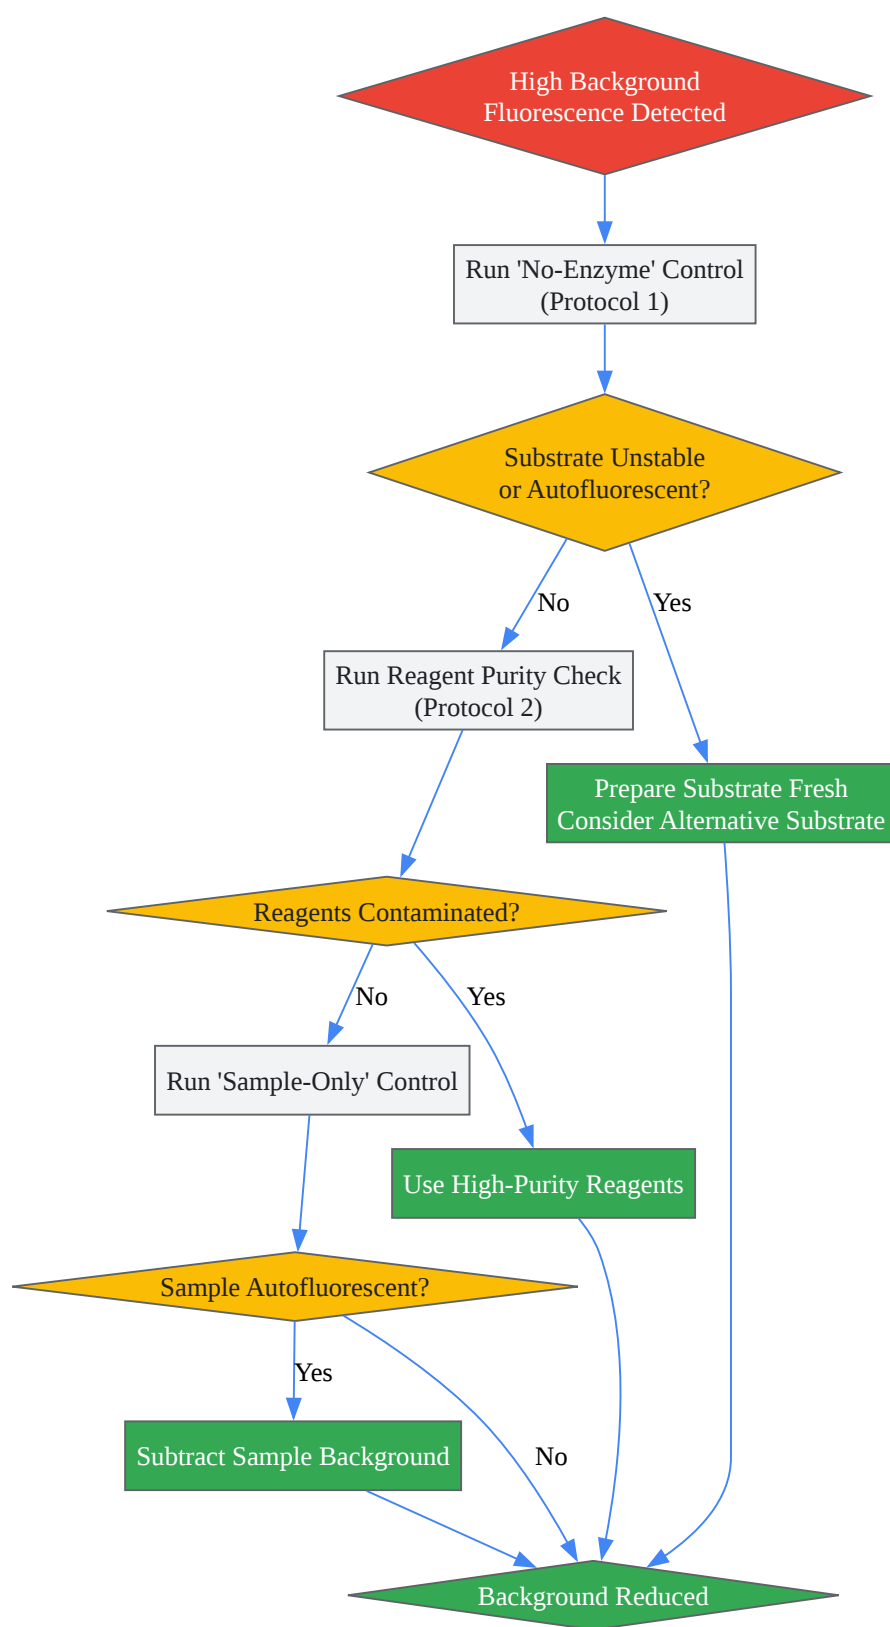 High Background
Fluorescence Detected
Run 'No-Enzyme' Control
(Protocol 1)
Substrate Unstable
or Autofluorescent?
No
Yes
Run Reagent Purity Check
(Protocol 2)
Prepare Substrate Fresh
Consider Alternative Substrate
Reagents Contaminated?
No
Yes
Run 'Sample-Only' Control
Use High-Purity Reagents
Sample Autofluorescent?
Yes
No
Subtract Sample Background
Background Reduced